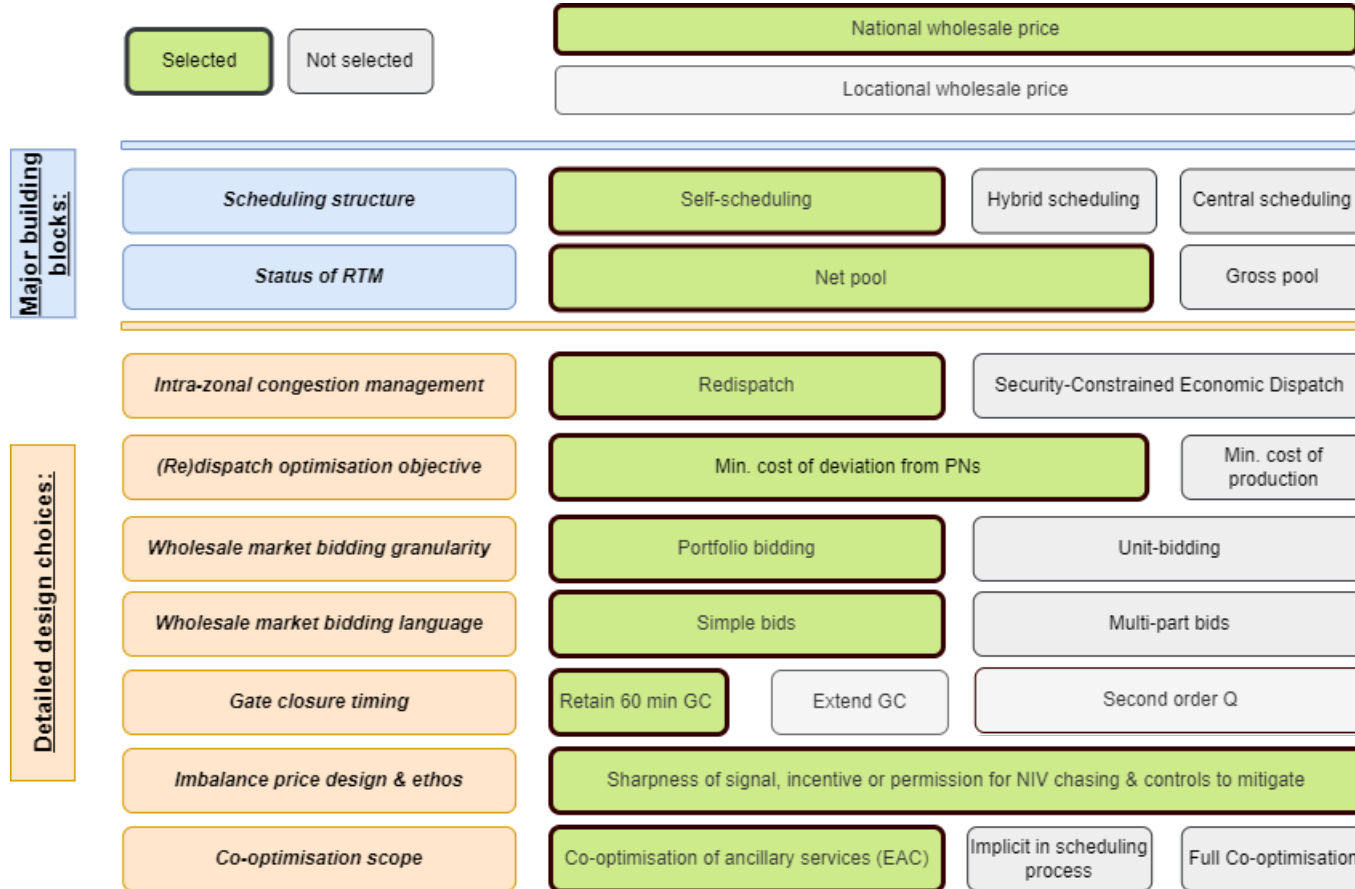 National wholesale price
Selected
Not selected
Locational wholesale price
Major building
blocks:
Scheduling structure
Self-scheduling
Hybrid scheduling
Central scheduling
Status of RTM
Net pool
Gross pool
Detailed design choices:
Intra-zonal congestion management
Redispatch
Security-Constrained Economic Dispatch
(Re)dispatch optimisation objective
Min. cost of deviation from PNs
Min. cost of
production
Wholesale market bidding granularity
Portfolio bidding
Unit-bidding
Wholesale market bidding language
Simple bids
Multi-part bids
Gate closure timing
Retain 60 min GC
Extend GC
Second order Q
Imbalance price design & ethos
Sharpness of signal, incentive or permission for NIV chasing & controls to mitigate
Co-optimisation scope
Co-optimisation of ancillary services (EAC)
Implicit in scheduling
process
Full Co-optimisation